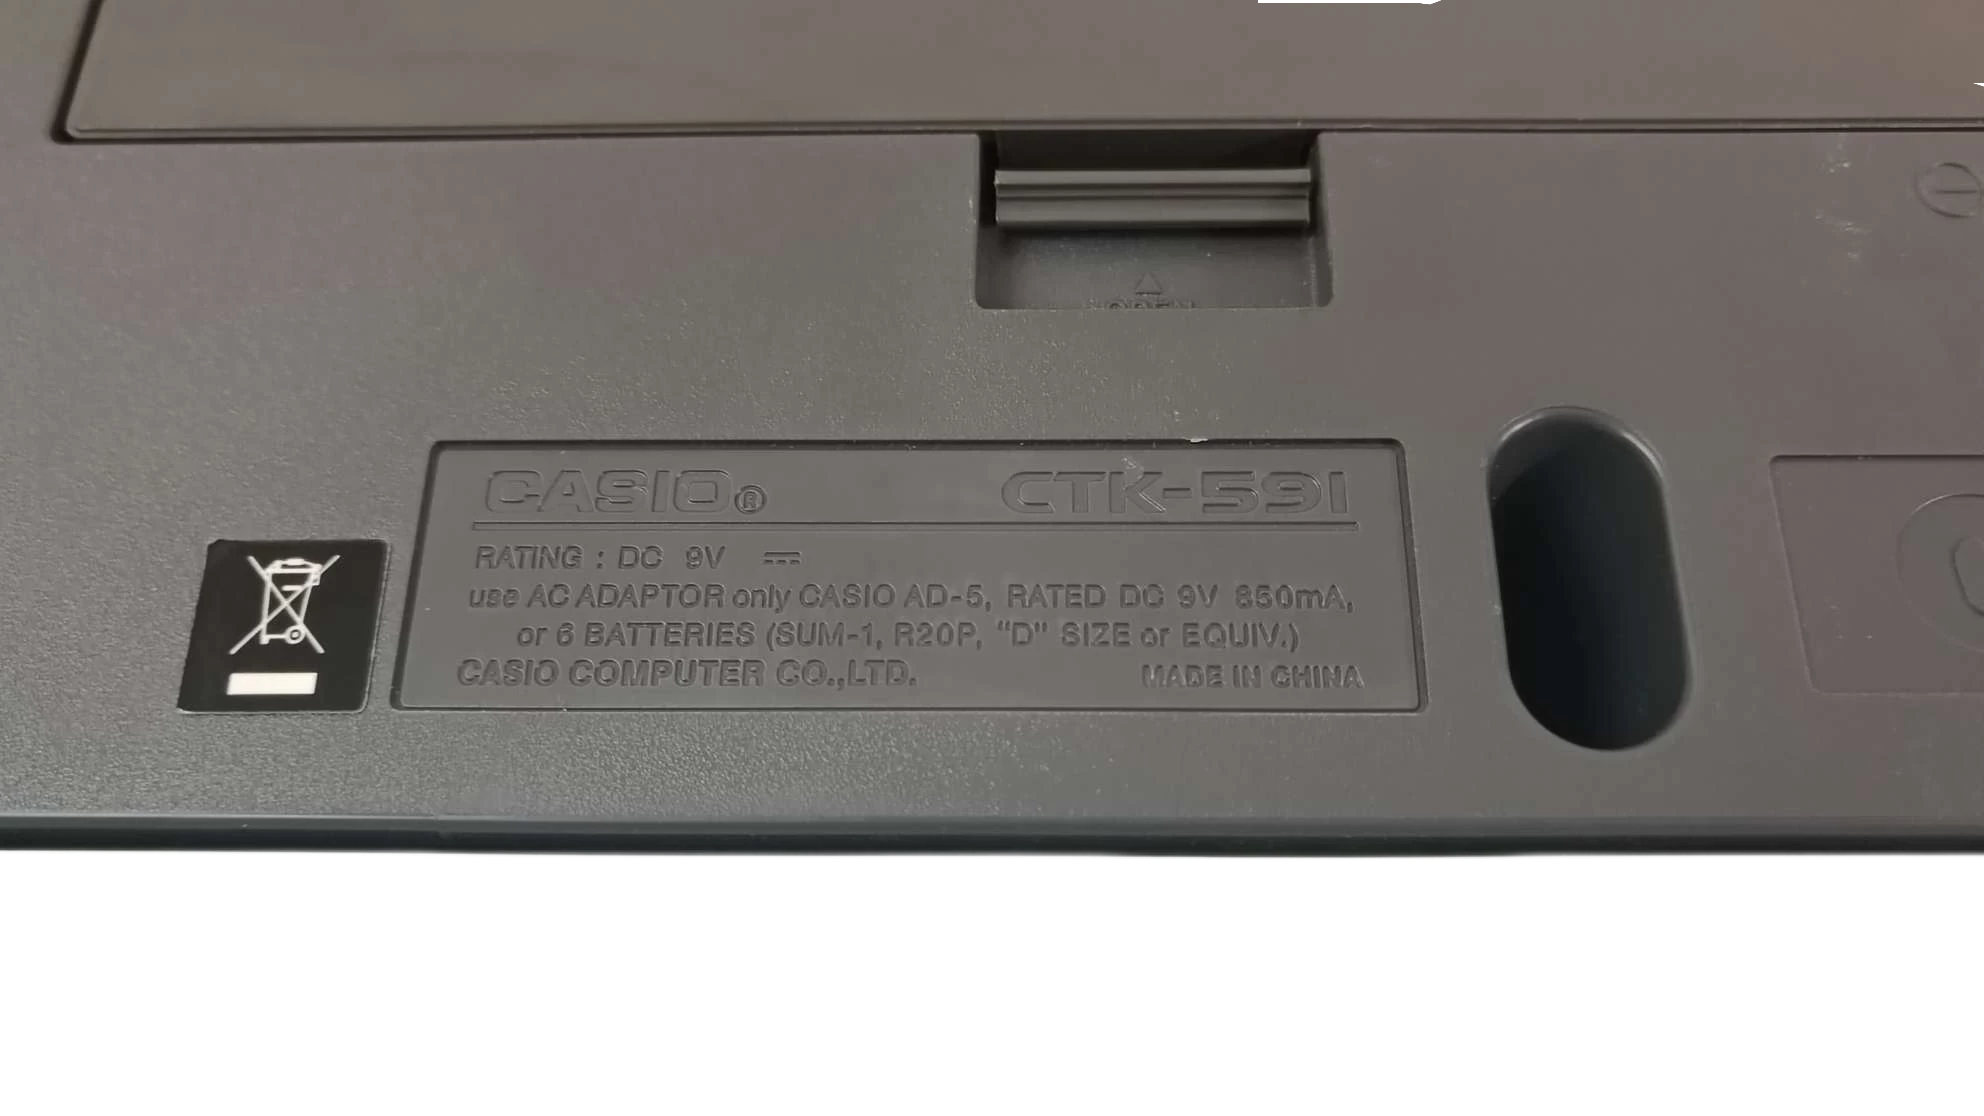 OPEN
CASIO® CTK-591
RATING : DC 9V ⎓
use AC ADAPTOR only CASIO AD-5, RATED DC 9V 850mA,
or 6 BATTERIES (SUM-1, R20P, "D" SIZE or EQUIV.)
CASIO COMPUTER CO.,LTD. MADE IN CHINA